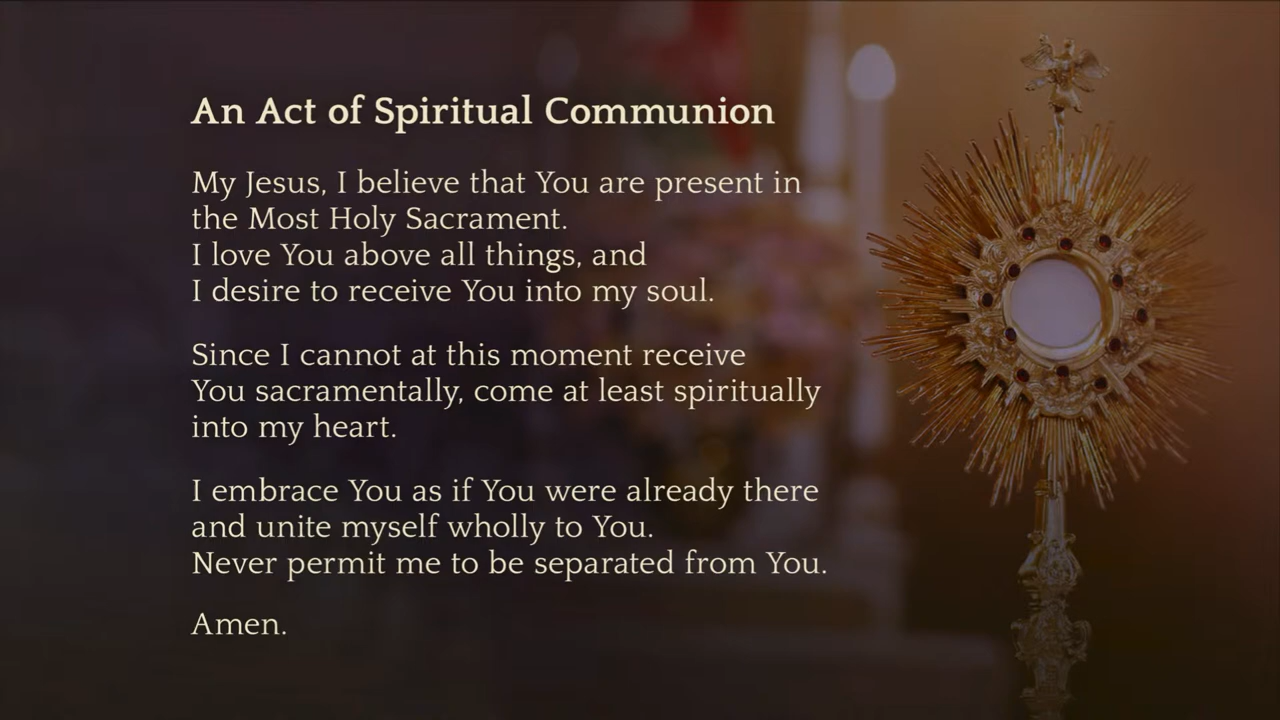 An Act of Spiritual Communion
My Jesus, I believe that You are present in
the Most Holy Sacrament.
I love You above all things, and
I desire to receive You into my soul.
Since I cannot at this moment receive
You sacramentally, come at least spiritually
into my heart.
I embrace You as if You were already there
and unite myself wholly to You.
Never permit me to be separated from You.
Amen.